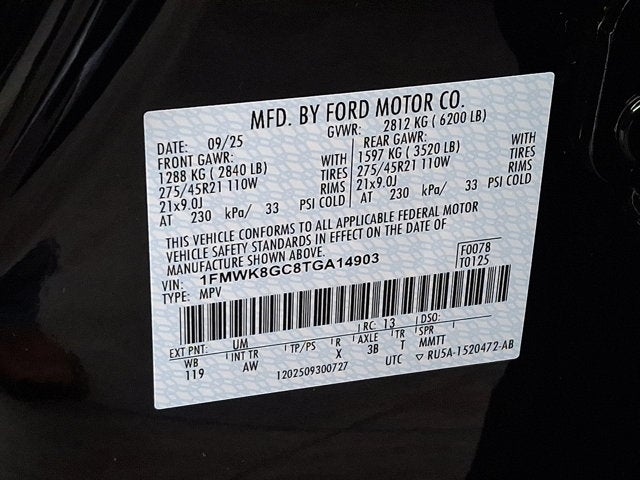 MFD. BY FORD MOTOR CO.
DATE: 09/25 GVWR: 2812 KG ( 6200 LB)
FRONT GAWR: REAR GAWR:
1288 KG ( 2840 LB) WITH 1597 KG ( 3520 LB) WITH
275/45R21 110W TIRES 275/45R21 110W TIRES
21x9.0J RIMS 21x9.0J RIMS
AT 230 kPa/ 33 PSI COLD AT 230 kPa/ 33 PSI COLD
THIS VEHICLE CONFORMS TO ALL APPLICABLE FEDERAL MOTOR
VEHICLE SAFETY STANDARDS IN EFFECT ON THE DATE OF
MANUFACTURE SHOWN ABOVE.
VIN: 1FMWK8GC8TGA14903 F0078
TYPE: MPV T0125
EXT PNT: UM RC: 13 DSO:
WB INT TR TP/PS R AXLE TR SPR
119 AW X 3B T MMTT
1202509300727 UTC ▽ RU5A-1520472-AB